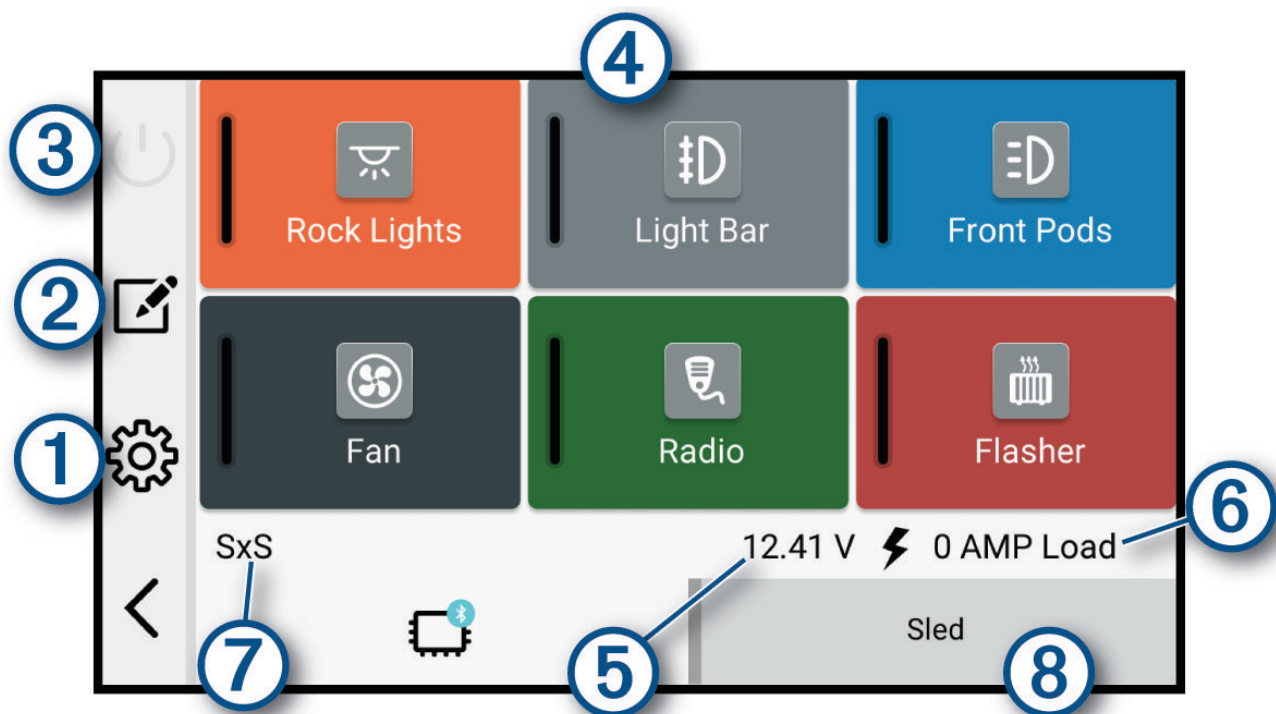 4
3
Rock Lights
Light Bar
Front Pods
2
Fan
Radio
Flasher
1
6
SxS
12.41 V
0 AMP Load
Sled
7
5
8